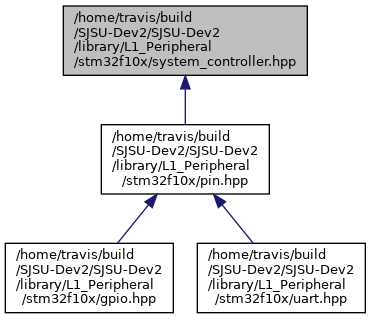 /home/travis/build
/SJSU-Dev2/SJSU-Dev2
/library/L1_Peripheral
/stm32f10x/system_controller.hpp
/home/travis/build
/SJSU-Dev2/SJSU-Dev2
/library/L1_Peripheral
/stm32f10x/pin.hpp
/home/travis/build
/SJSU-Dev2/SJSU-Dev2
/library/L1_Peripheral
/stm32f10x/gpio.hpp
/home/travis/build
/SJSU-Dev2/SJSU-Dev2
/library/L1_Peripheral
/stm32f10x/uart.hpp